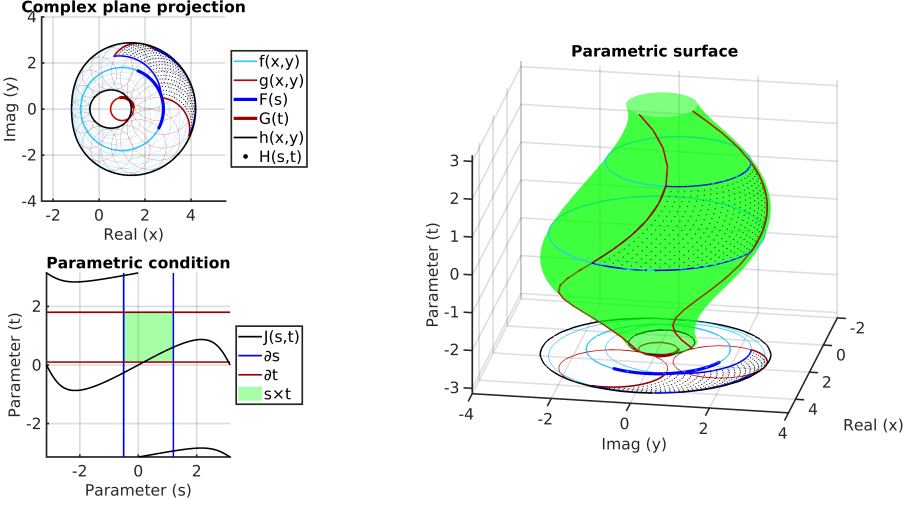 Complex plane projection
4
2
0
-2
-4
-2
0
2
4
Imag (y)
Real (x)
f(x,y)
g(x,y)
F(s)
G(t)
h(x,y)
H(s,t)
Parametric condition
2
0
-2
-2
0
2
Parameter (t)
Parameter (s)
J(s,t)
∂s
∂t
s×t
Parametric surface
3
2
1
0
-1
-2
-3
Parameter (t)
-4
-2
0
2
4
Imag (y)
-2
0
2
4
Real (x)